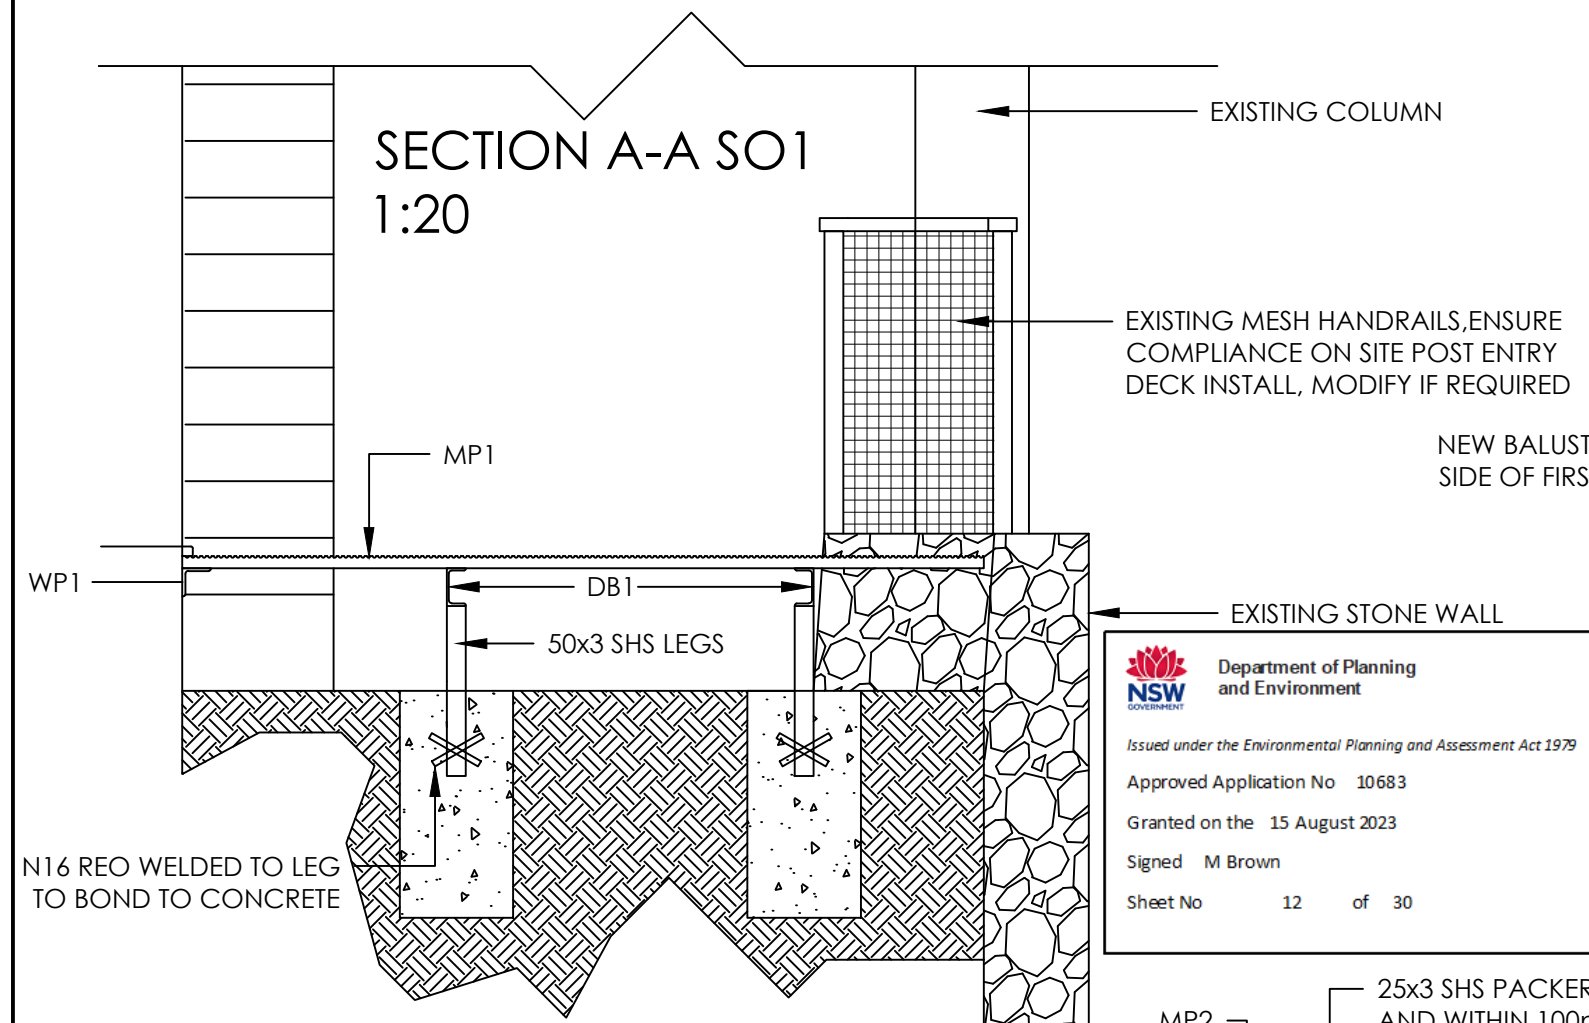 SECTION A-A SO1
1:20
EXISTING COLUMN
EXISTING MESH HANDRAILS,ENSURE
COMPLIANCE ON SITE POST ENTRY
DECK INSTALL, MODIFY IF REQUIRED
NEW BALUST
SIDE OF FIRS
MP1
WP1
DB1
50x3 SHS LEGS
EXISTING STONE WALL
N16 REO WELDED TO LEG
TO BOND TO CONCRETE
NSW
GOVERNMENT
Department of Planning
and Environment
Issued under the Environmental Planning and Assessment Act 1979
Approved Application No 10683
Granted on the 15 August 2023
Signed M Brown
Sheet No 12 of 30
25x3 SHS PACKER
MP2
AND WITHIN 100